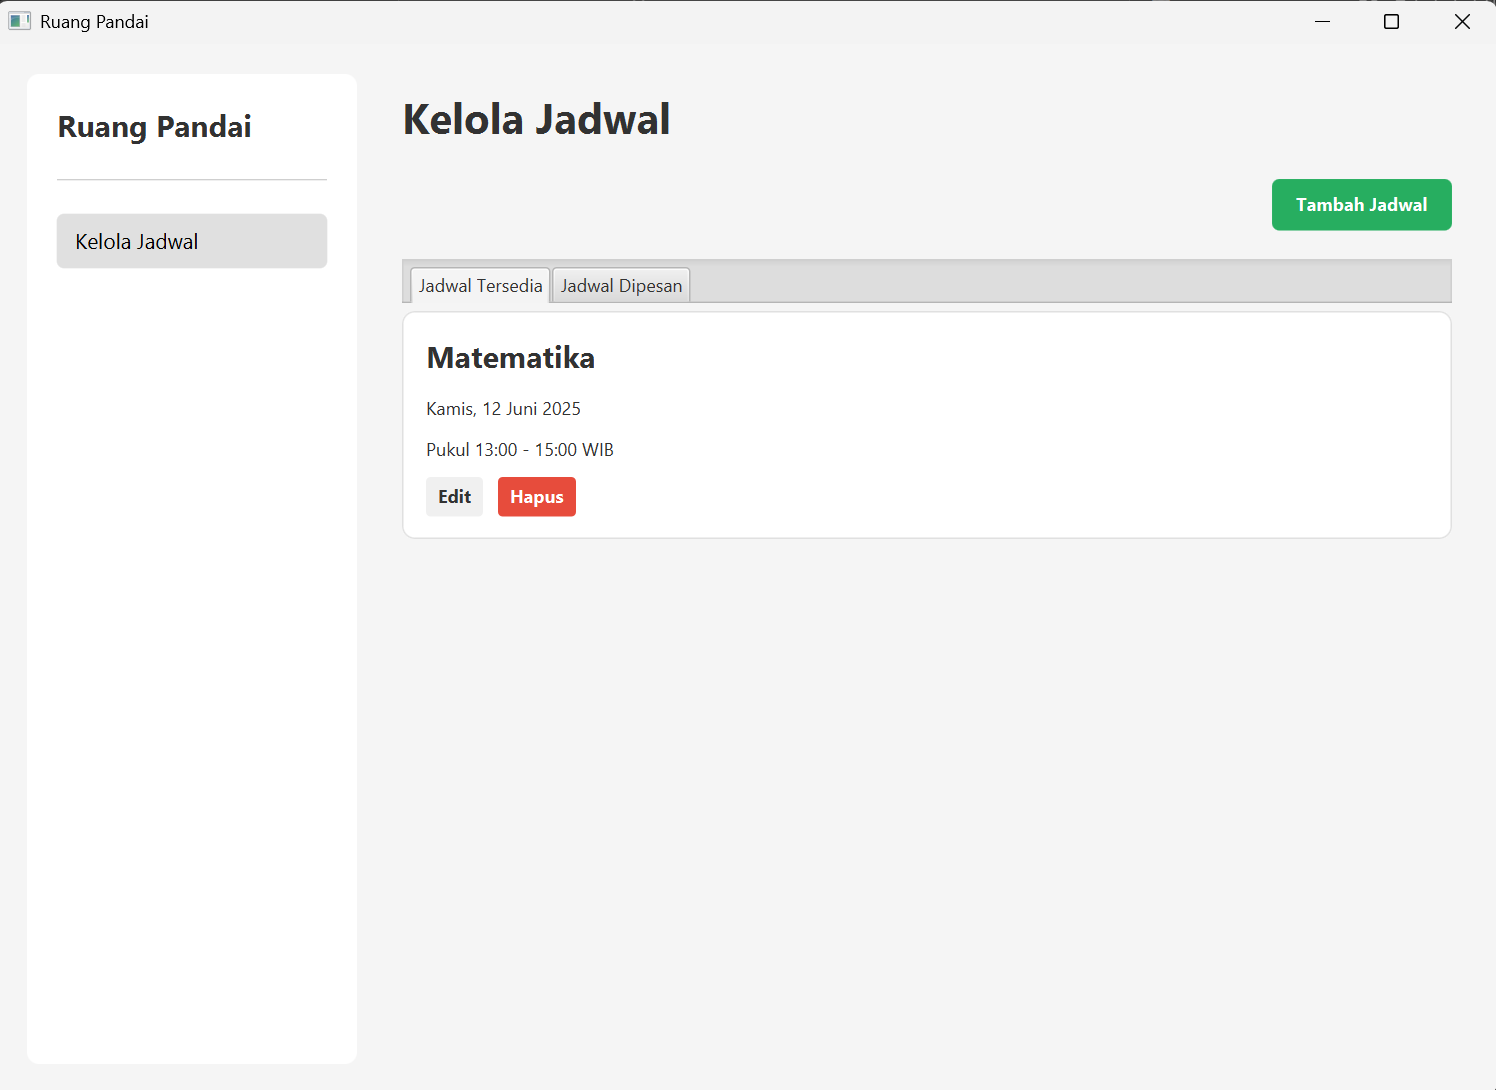 Ruang Pandai
Ruang Pandai
Kelola Jadwal
Kelola Jadwal
Tambah Jadwal
Jadwal Tersedia
Jadwal Dipesan
Matematika
Kamis, 12 Juni 2025
Pukul 13:00 - 15:00 WIB
Edit
Hapus